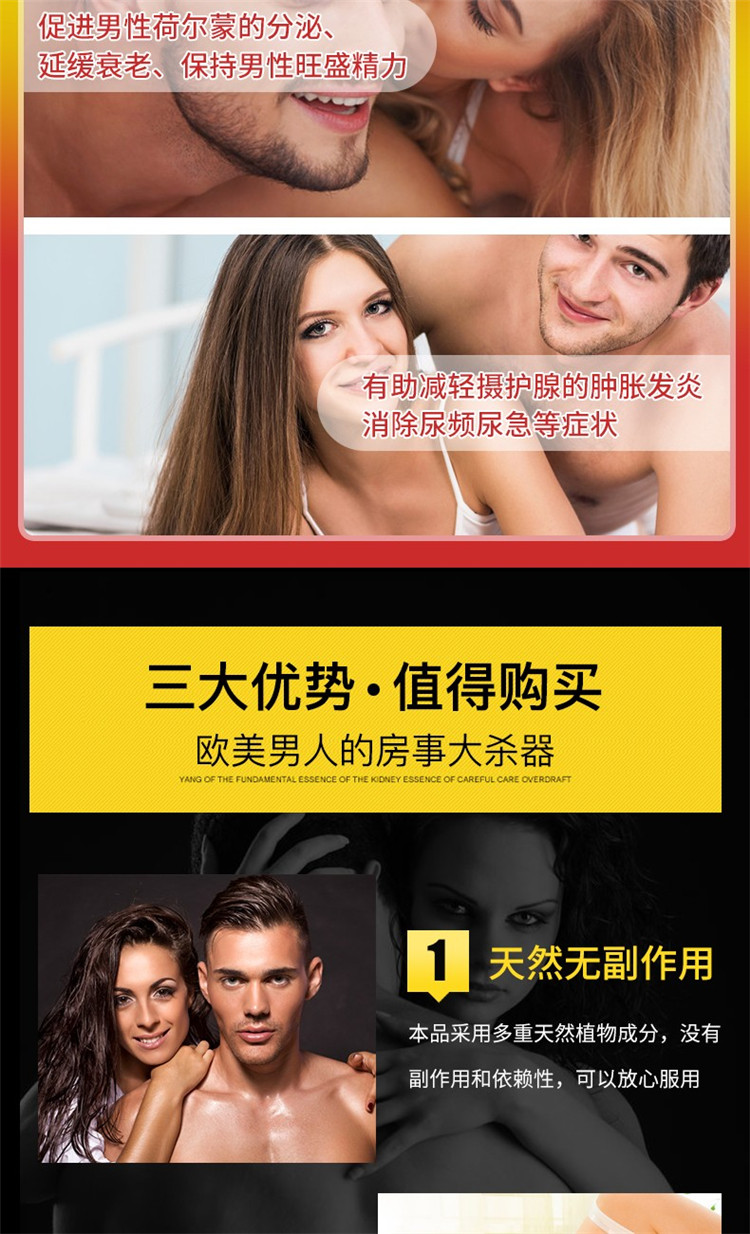 促进男性荷尔蒙的分泌、
延缓衰老、保持男性旺盛精力
有助减轻摄护腺的肿胀发炎
消除尿频尿急等症状
三大优势·值得购买
欧美男人的房事大杀器
YANG OF THE FUNDAMENTAL ESSENCE OF THE KIDNEY ESSENCE OF CAREFUL CARE OVERDRAFT
1 天然无副作用
本品采用多重天然植物成分，没有
副作用和依赖性，可以放心服用